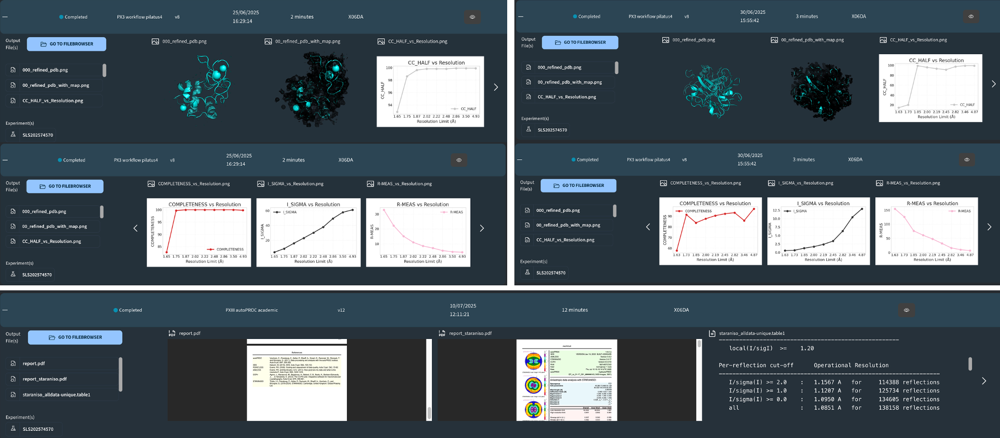 Completed PX3 workflow pilatus4 v8 25/06/2025 16:29:14 2 minutes X06DA
Output File(s)
GO TO FILEBROWSER
000_refined_pdb.png
00_refined_pdb_with_map.png
CC_HALF_vs_Resolution.png
Experiment(s)
SLS202574570
000_refined_pdb.png
00_refined_pdb_with_map.png
CC_HALF_vs_Resolution.png
CC_HALF vs Resolution
CC_HALF
100
98
96
94
CC_HALF
1.65 1.75 1.87 2.02 2.22 2.48 2.86 3.50 4.93
Resolution Limit (Å)
Completed PX3 workflow pilatus4 v8 30/06/2025 15:55:42 3 minutes X06DA
Output File(s)
GO TO FILEBROWSER
000_refined_pdb.png
00_refined_pdb_with_map.png
CC_HALF_vs_Resolution.png
Experiment(s)
SLS202574570
000_refined_pdb.png
00_refined_pdb_with_map.png
CC_HALF_vs_Resolution.png
CC_HALF vs Resolution
CC_HALF
100
80
60
40
20
CC_HALF
1.63 1.73 1.85 2.00 2.19 2.45 2.82 3.46 4.87
Resolution Limit (Å)
Completed PX3 workflow pilatus4 v8 25/06/2025 16:29:14 2 minutes X06DA
Output File(s)
GO TO FILEBROWSER
000_refined_pdb.png
00_refined_pdb_with_map.png
CC_HALF_vs_Resolution.png
Experiment(s)
SLS202574570
COMPLETENESS_vs_Resolution.png
COMPLETENESS vs Resolution
COMPLETENESS
100
95
90
85
COMPLETENESS
1.65 1.75 1.87 2.02 2.22 2.48 2.86 3.50 4.93
Resolution Limit (Å)
I_SIGMA_vs_Resolution.png
I_SIGMA vs Resolution
I_SIGMA
60
40
20
I_SIGMA
1.65 1.75 1.87 2.02 2.22 2.48 2.86 3.50 4.93
Resolution Limit (Å)
R-MEAS_vs_Resolution.png
R-MEAS vs Resolution
R-MEAS
30
20
10
R-MEAS
1.65 1.75 1.87 2.02 2.22 2.48 2.86 3.50 4.93
Resolution Limit (Å)
Completed PX3 workflow pilatus4 v8 30/06/2025 15:55:42 3 minutes X06DA
Output File(s)
GO TO FILEBROWSER
000_refined_pdb.png
00_refined_pdb_with_map.png
CC_HALF_vs_Resolution.png
Experiment(s)
SLS202574570
COMPLETENESS_vs_Resolution.png
COMPLETENESS vs Resolution
COMPLETENESS
90
80
70
60
COMPLETENESS
1.63 1.73 1.85 2.00 2.19 2.45 2.82 3.46 4.87
Resolution Limit (Å)
I_SIGMA_vs_Resolution.png
I_SIGMA vs Resolution
I_SIGMA
12.5
10.0
7.5
5.0
2.5
0.0
I_SIGMA
1.63 1.73 1.85 2.00 2.19 2.45 2.82 3.46 4.87
Resolution Limit (Å)
R-MEAS_vs_Resolution.png
R-MEAS vs Resolution
R-MEAS
150
100
50
0
R-MEAS
1.63 1.73 1.85 2.00 2.19 2.45 2.82 3.46 4.87
Resolution Limit (Å)
Completed PXIII autoPROC academic v12 10/07/2025 12:11:21 12 minutes X06DA
Output File(s)
GO TO FILEBROWSER
report.pdf
report_staraniso.pdf
staraniso_alldata-unique.table1
Experiment(s)
SLS202574570
PDF report.pdf
References
autoPROC
XDS
POINTLESS
AIMLESS
CCP4
STARANISO
PDF report_staraniso.pdf
Anisotropic data analysis with STARANISO:
staraniso_alldata-unique.table1
local(I/sigI) >= 1.20
Per-reflection cut-off Operational Resolution
I/sigma(I) >= 2.0 : 1.1567 A for 114388 reflections
I/sigma(I) >= 1.0 : 1.1207 A for 125734 reflections
I/sigma(I) >= 0.0 : 1.0950 A for 134605 reflections
all : 1.0851 A for 138158 reflections